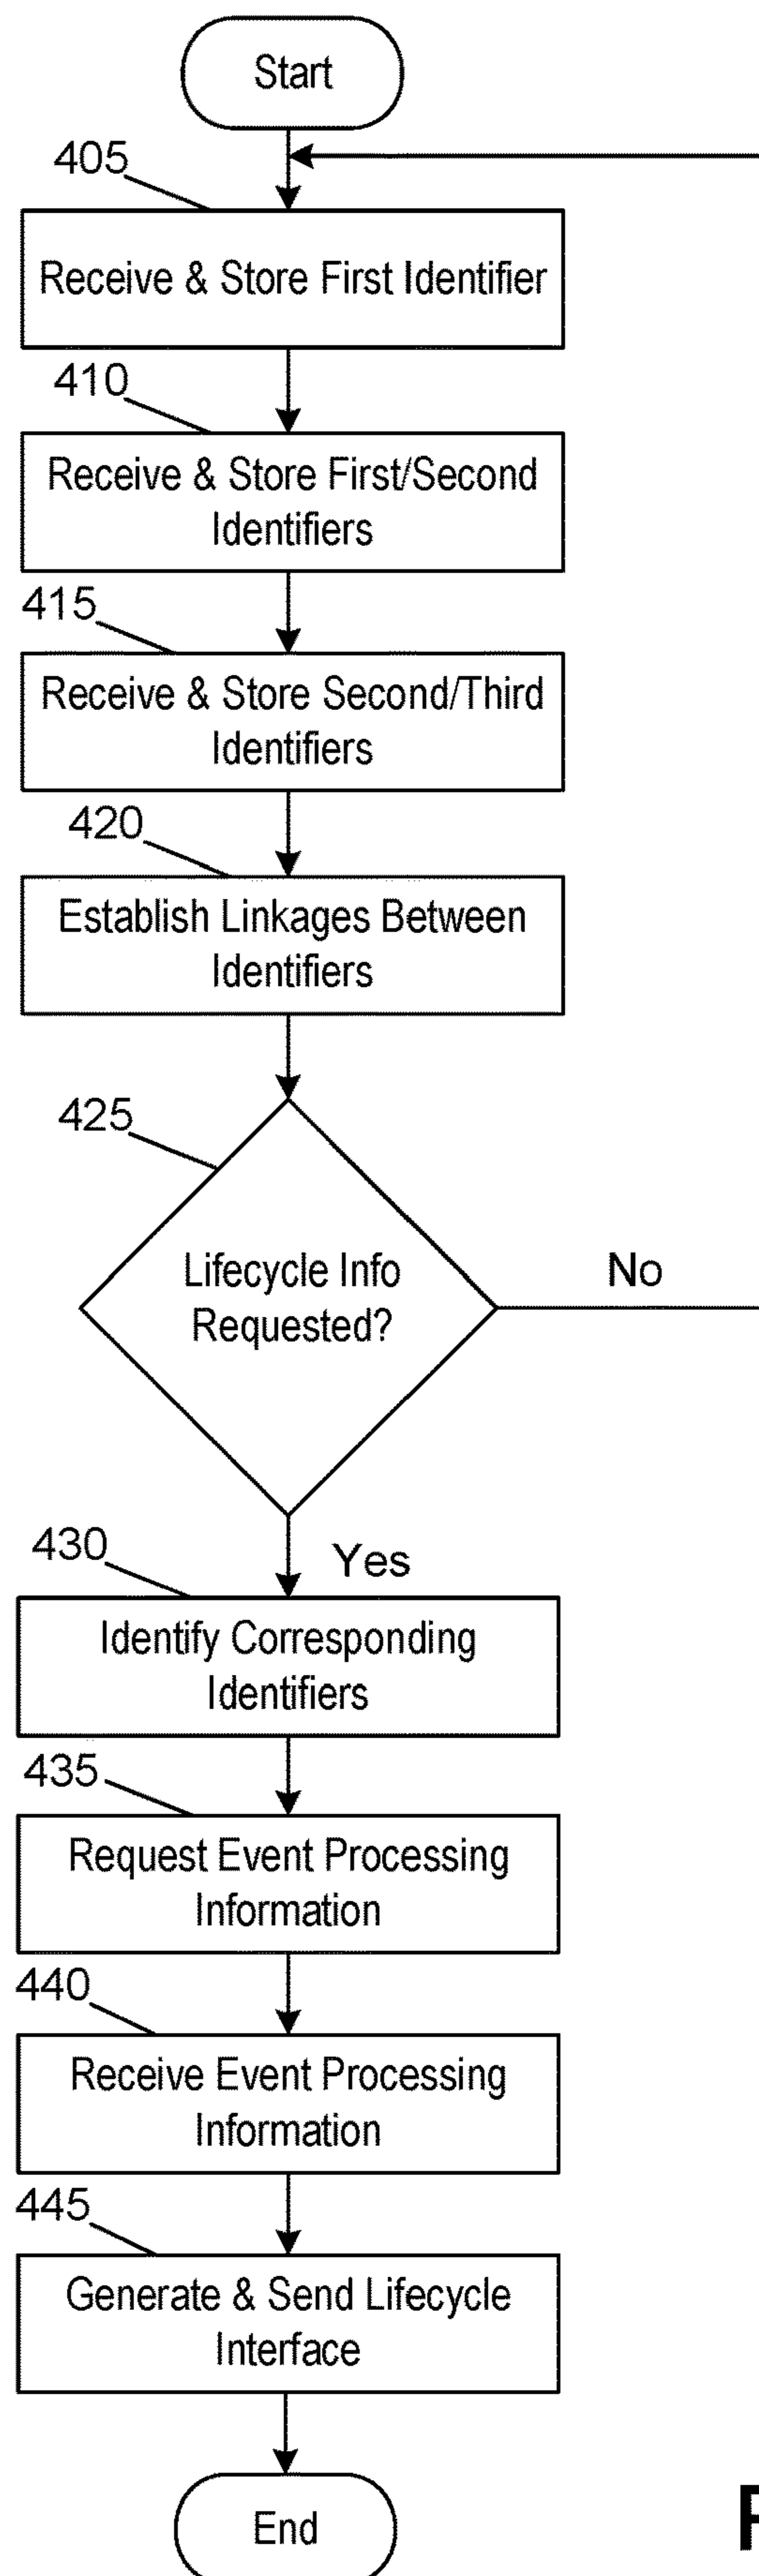 Start
405
Receive & Store First Identifier
410
Receive & Store First/Second
Identifiers
415
Receive & Store Second/Third
Identifiers
420
Establish Linkages Between
Identifiers
425
Lifecycle Info
Requested?
No
Yes
430
Identify Corresponding
Identifiers
435
Request Event Processing
Information
440
Receive Event Processing
Information
445
Generate & Send Lifecycle
Interface
End